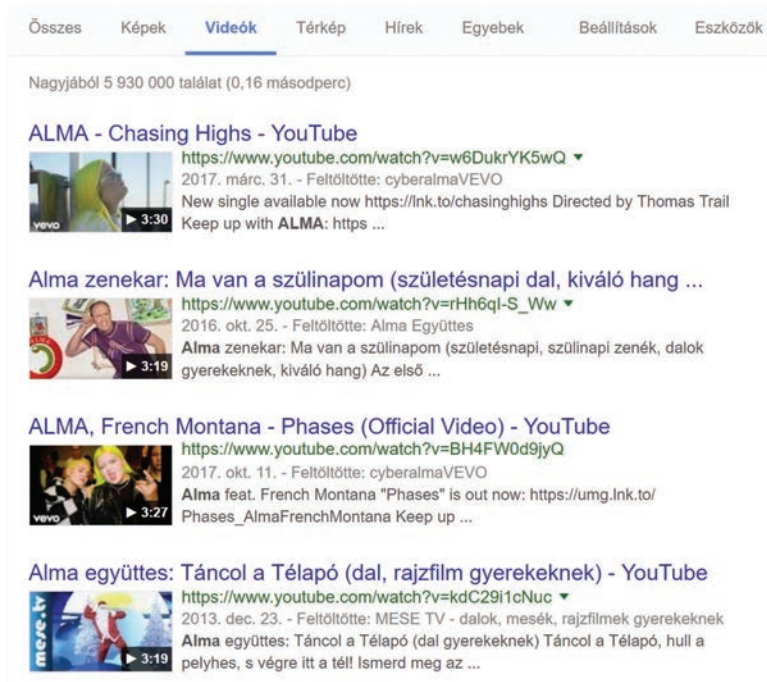 Összes Képek Videók Térkép Hírek Egyebek Beállítások Eszközök
Nagyjából 5 930 000 találat (0,16 másodperc)
ALMA - Chasing Highs - YouTube
https://www.youtube.com/watch?v=w6DukrYK5wQ
2017. márc. 31. - Feltöltötte: cyberalmaVEVO
New single available now https://lnk.to/chasinghighs Directed by Thomas Trail
Keep up with ALMA: https ...
vevo
3:30
Alma zenekar: Ma van a szülinapom (születésnapi dal, kiváló hang ...
https://www.youtube.com/watch?v=rHh6qI-S_Ww
2016. okt. 25. - Feltöltötte: Alma Együttes
Alma zenekar: Ma van a szülinapom (születésnapi, szülinapi zenék, dalok
gyerekeknek, kiváló hang) Az első ...
3:19
ALMA, French Montana - Phases (Official Video) - YouTube
https://www.youtube.com/watch?v=BH4FW0d9jyQ
2017. okt. 11. - Feltöltötte: cyberalmaVEVO
Alma feat. French Montana "Phases" is out now: https://umg.lnk.to/
Phases_AlmaFrenchMontana Keep up ...
vevo
3:27
Alma együttes: Táncol a Télapó (dal, rajzfilm gyerekeknek) - YouTube
https://www.youtube.com/watch?v=kdC29i1cNuc
2013. dec. 23. - Feltöltötte: MESE TV - dalok, mesék, rajzfilmek gyerekeknek
Alma együttes: Táncol a Télapó (dal gyerekeknek) Táncol a Télapó, hull a
pelyhes, s végre itt a tél! Ismerd meg az ...
mese.tv
3:19